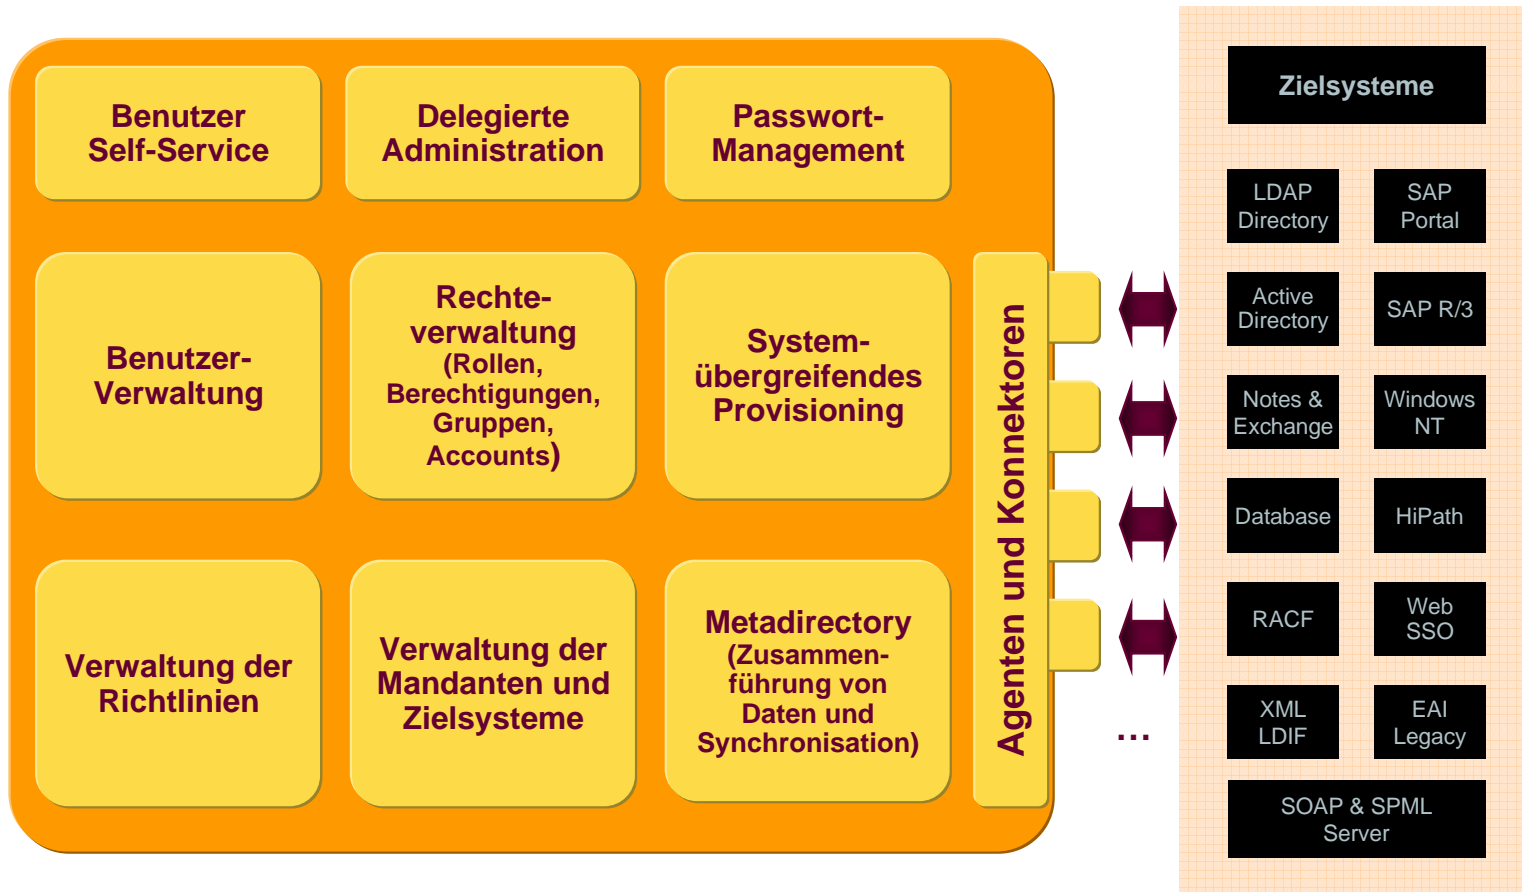 Benutzer
Self-Service
Delegierte
Administration
Passwort-
Management
Benutzer-
Verwaltung
Rechte-
verwaltung
(Rollen,
Berechtigungen,
Gruppen,
Accounts)
System-
übergreifendes
Provisioning
Verwaltung der
Richtlinien
Verwaltung der
Mandanten und
Zielsysteme
Metadirectory
(Zusammen-
führung von
Daten und
Synchronisation)
Agenten und Konnektoren
...
Zielsysteme
LDAP
Directory
SAP
Portal
Active
Directory
SAP R/3
Notes &
Exchange
Windows
NT
Database
HiPath
RACF
Web
SSO
XML
LDIF
EAI
Legacy
SOAP & SPML
Server